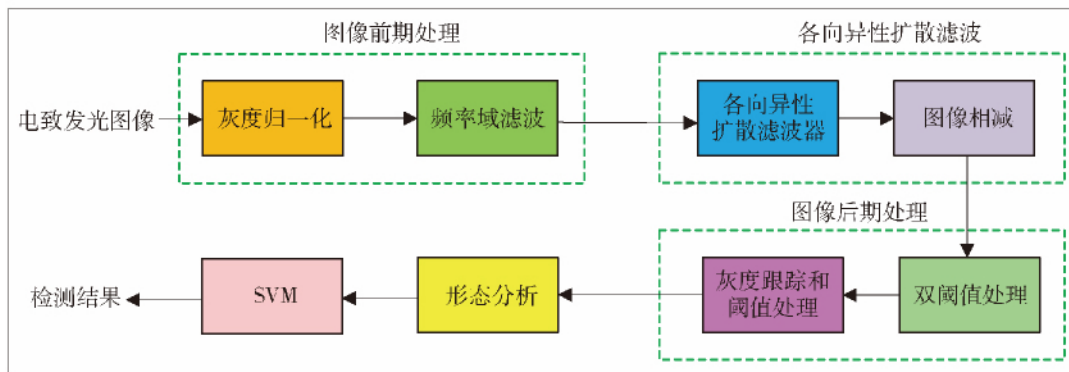 图像前期处理
各向异性扩散滤波
电致发光图像
灰度归一化
频率域滤波
各向异性
扩散滤波器
图像相减
图像后期处理
检测结果
SVM
形态分析
灰度跟踪和
阈值处理
双阈值处理